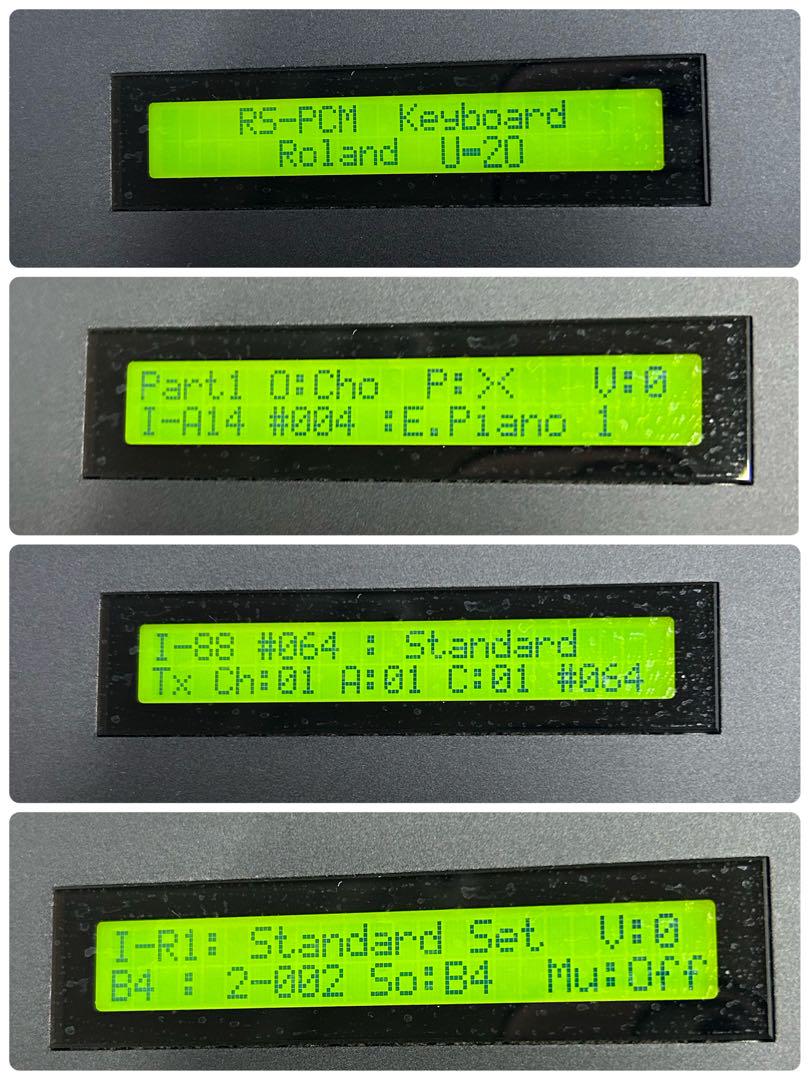 RS-PCM Keyboard
Roland U-20
Part1 O:Cho P:>< V:0
I-A14 #004 :E.Piano 1
I-88 #064 : Standard
Tx Ch:01 A:01 C:01 #064
I-R1: Standard Set V:0
B4 : 2-002 So:B4 Mu:Off